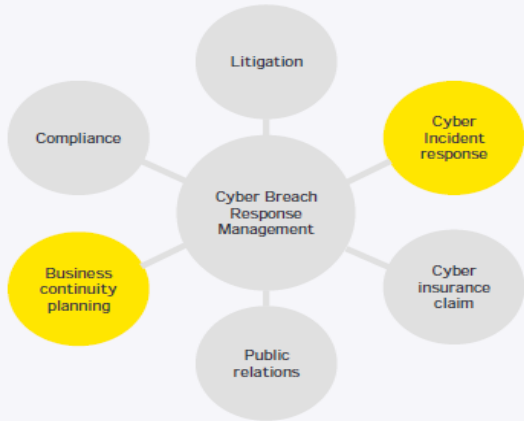 Litigation
Compliance
Cyber
Incident
response
Cyber Breach
Response
Management
Business
continuity
planning
Cyber
insurance
claim
Public
relations